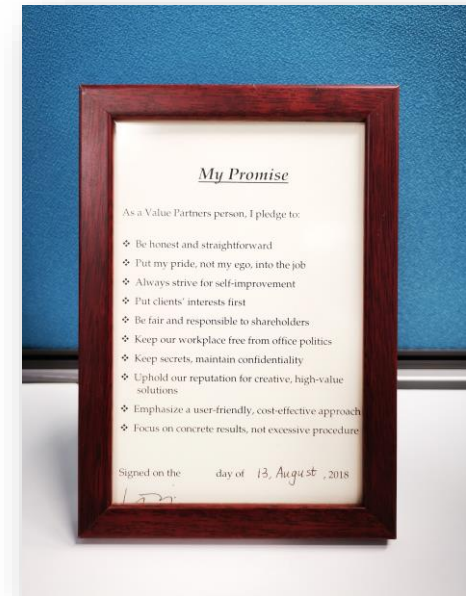 My Promise
As a Value Partners person, I pledge to:
❖ Be honest and straightforward
❖ Put my pride, not my ego, into the job
❖ Always strive for self-improvement
❖ Put clients' interests first
❖ Be fair and responsible to shareholders
❖ Keep our workplace free from office politics
❖ Keep secrets, maintain confidentiality
❖ Uphold our reputation for creative, high-value
solutions
❖ Emphasize a user-friendly, cost-effective approach
❖ Focus on concrete results, not excessive procedure
Signed on the day of 13, August , 2018